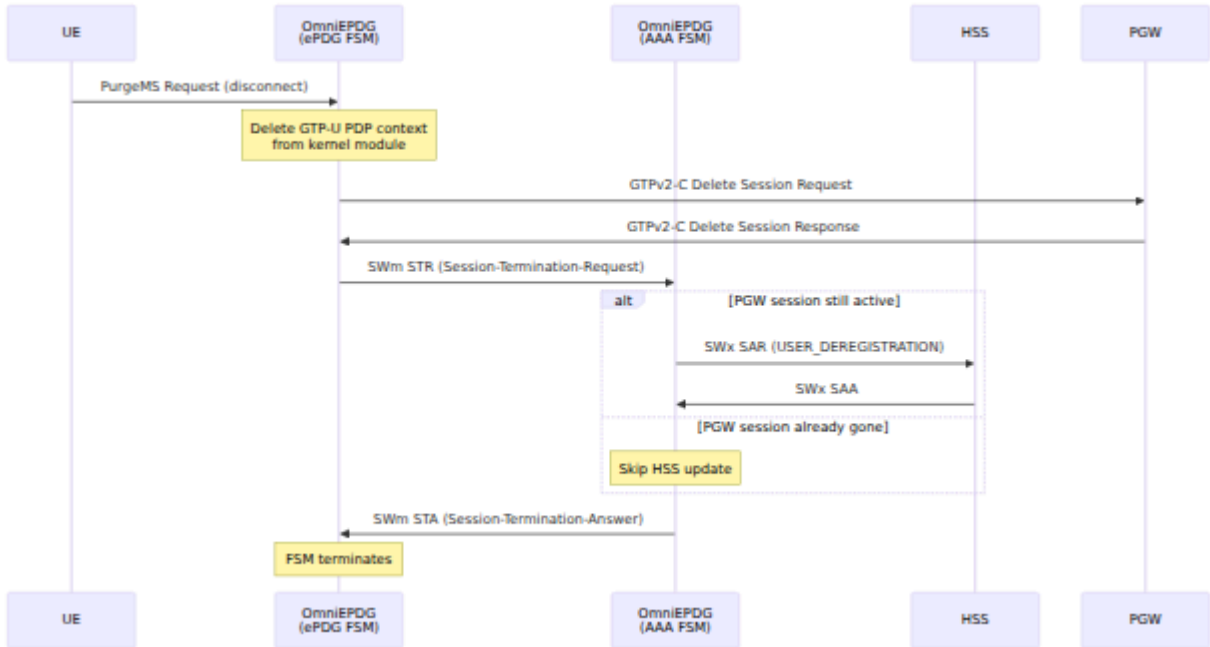 UE
OmniEPDG
(ePDG FSM)
OmniEPDG
(AAA FSM)
HSS
PGW
PurgeMS Request (disconnect)
Delete GTP-U PDP context
from kernel module
GTPv2-C Delete Session Request
GTPv2-C Delete Session Response
SWm STR (Session-Termination-Request)
alt
[PGW session still active]
SWx SAR (USER_DEREGISTRATION)
SWx SAA
[PGW session already gone]
Skip HSS update
SWm STA (Session-Termination-Answer)
FSM terminates
UE
OmniEPDG
(ePDG FSM)
OmniEPDG
(AAA FSM)
HSS
PGW